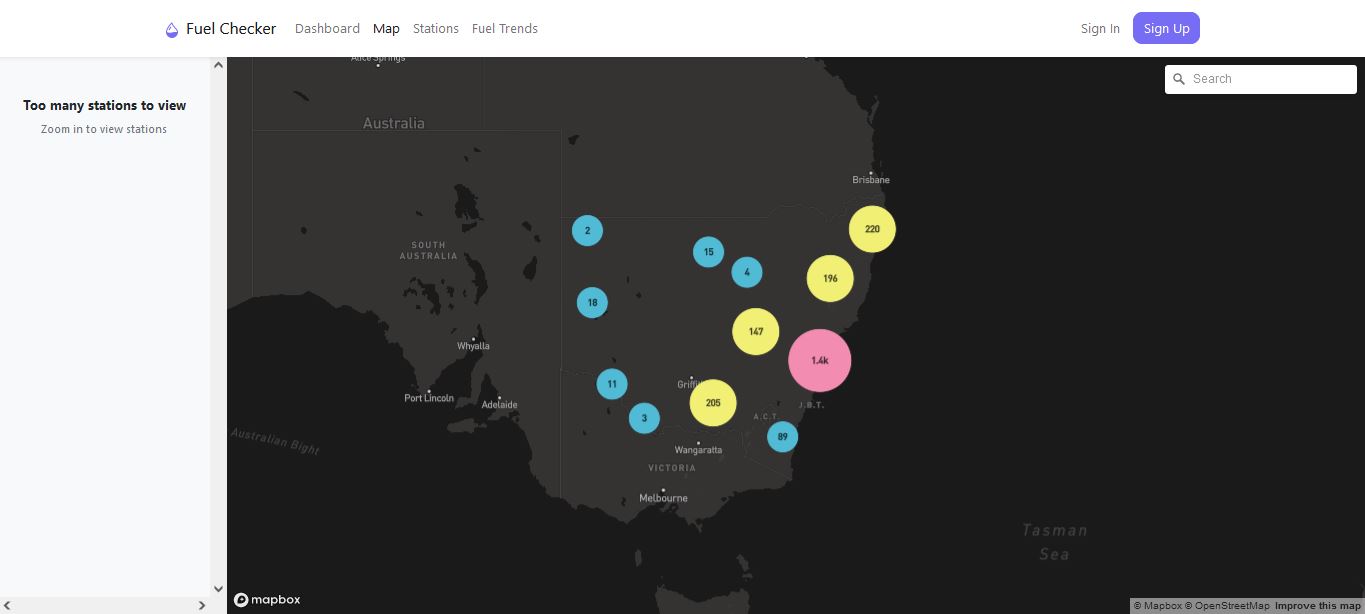 Fuel Checker Dashboard Map Stations Fuel Trends Sign In Sign Up
Too many stations to view
Zoom in to view stations
Search
Alice Springs
Australia
Brisbane
220
2
SOUTH
AUSTRALIA
15
4
196
18
147
Whyalla
1.4k
11
Port Lincoln
Adelaide
205
J.B.T.
3
A.C.T.
89
Australian Bight
Wangaratta
VICTORIA
Melbourne
Tasman
Sea
mapbox
© Mapbox © OpenStreetMap Improve this map